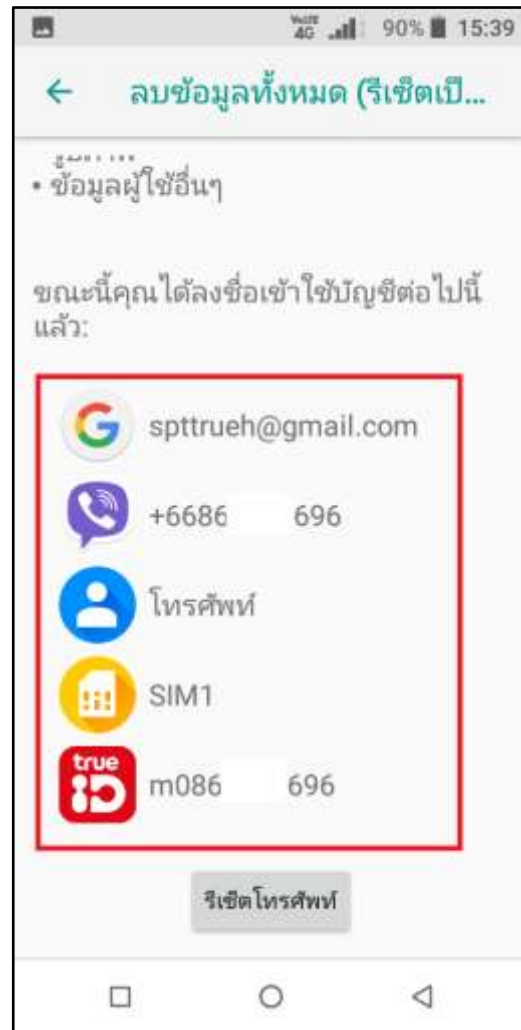 VoLTE 4G 90% 15:39
ลบข้อมูลทั้งหมด (รีเซ็ตเป็...
• ข้อมูลผู้ใช้อื่นๆ
ขณะนี้คุณได้ลงชื่อเข้าใช้บัญชีต่อไปนี้
แล้ว:
spttrueh@gmail.com
+6686 696
โทรศัพท์
SIM1
true iD
m086 696
รีเซ็ตโทรศัพท์